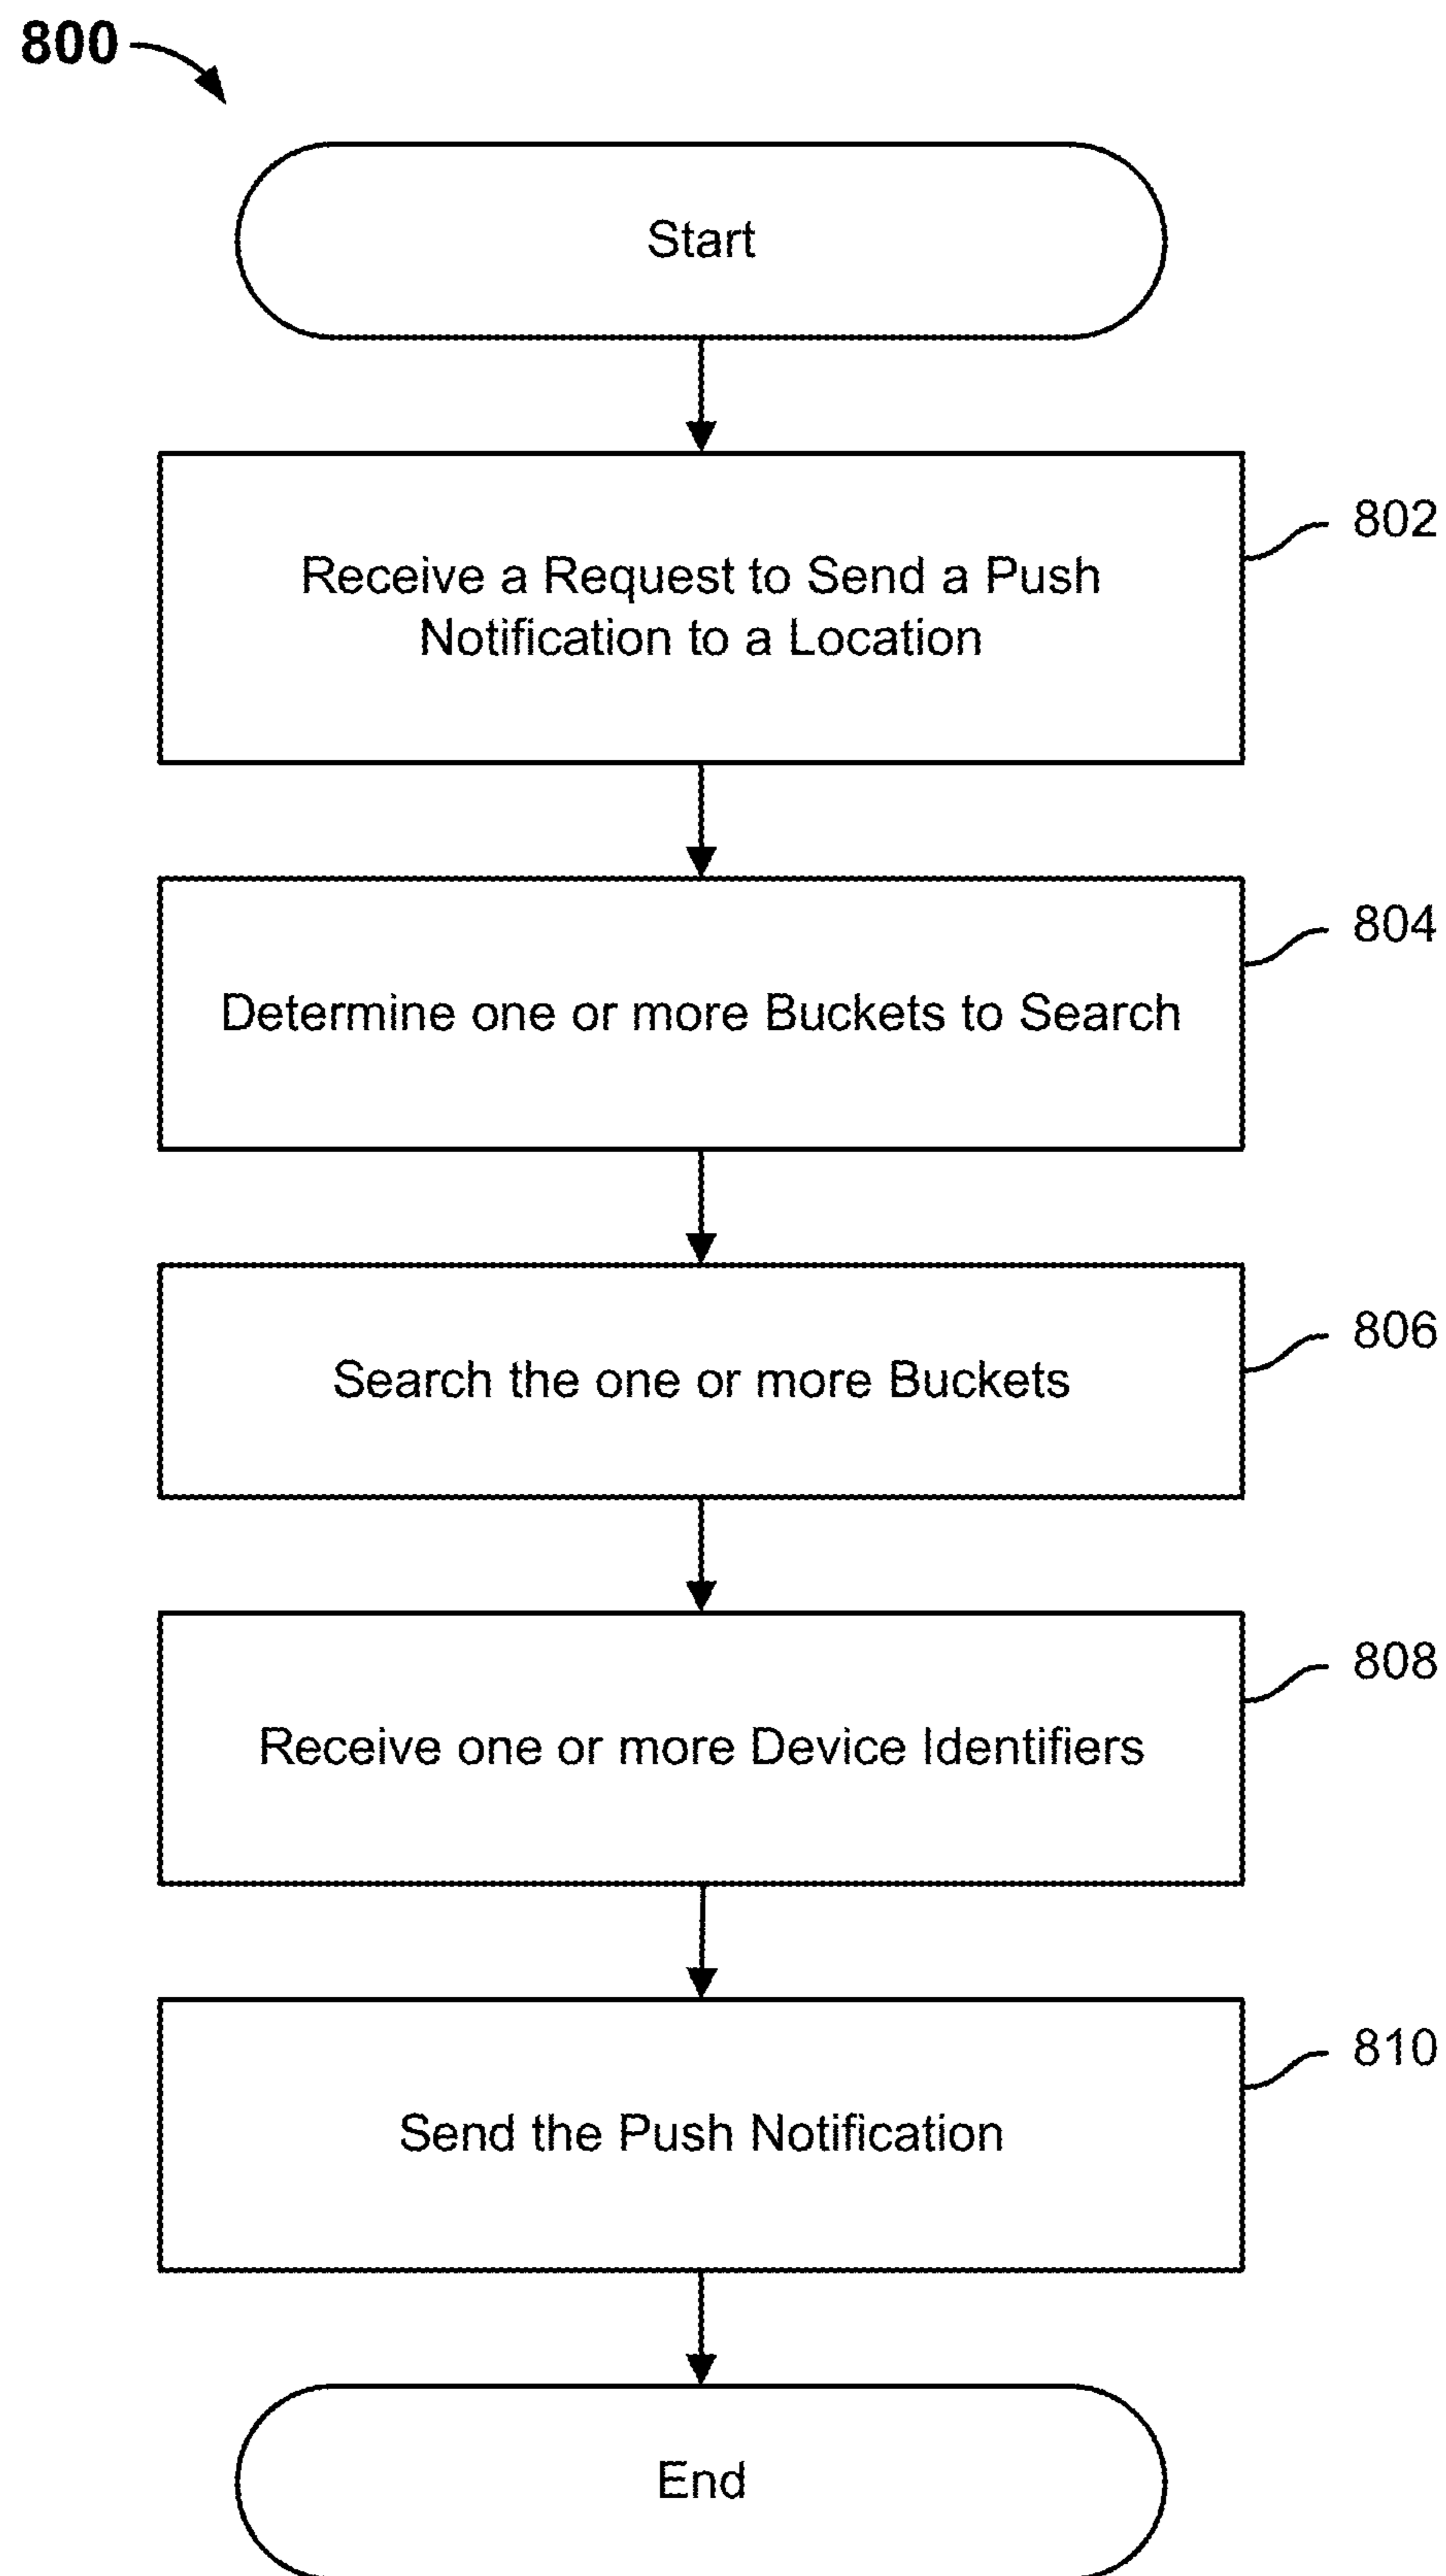 800
Start
Receive a Request to Send a Push
Notification to a Location
802
Determine one or more Buckets to Search
804
Search the one or more Buckets
806
Receive one or more Device Identifiers
808
Send the Push Notification
810
End